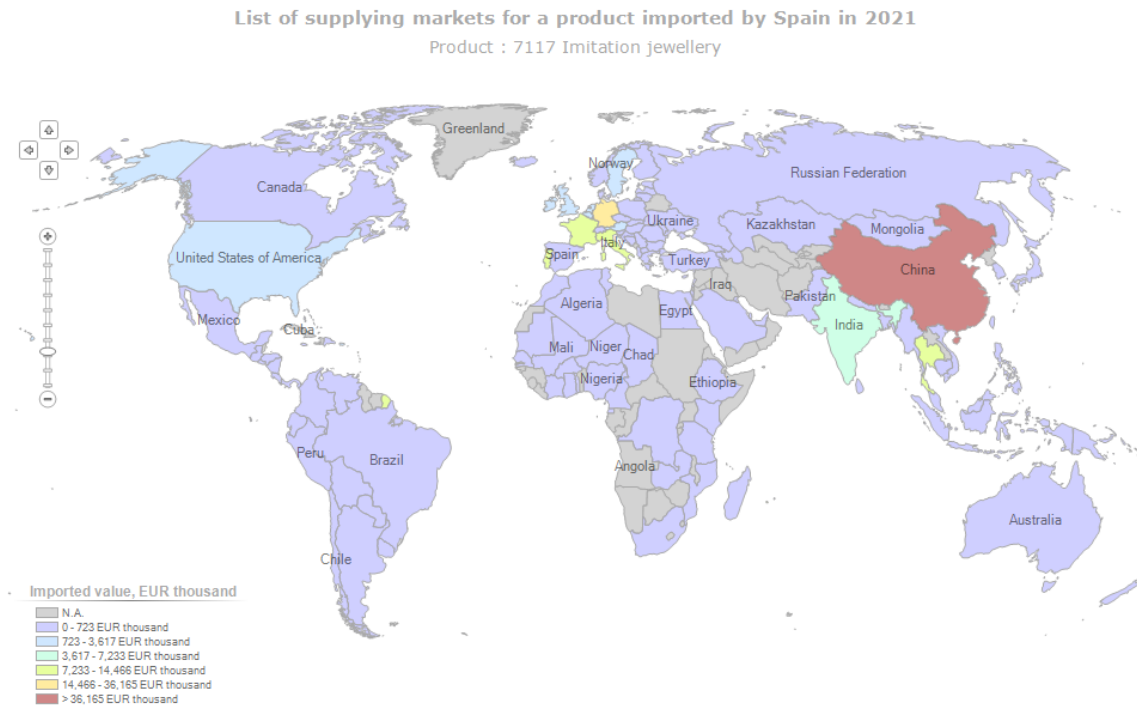 List of supplying markets for a product imported by Spain in 2021
Product : 7117 Imitation jewellery
Greenland
Norway
Canada
Russian Federation
Ukraine
Kazakhstan
Mongolia
United States of America
Spain
Italy
Turkey
China
Mexico
Cuba
Algeria
Egypt
Iraq
Pakistan
India
Mali
Niger
Chad
Nigeria
Ethiopia
Peru
Brazil
Angola
Chile
Australia
Imported value, EUR thousand
N.A.
0 - 723 EUR thousand
723 - 3,617 EUR thousand
3,617 - 7,233 EUR thousand
7,233 - 14,466 EUR thousand
14,466 - 36,165 EUR thousand
> 36,165 EUR thousand